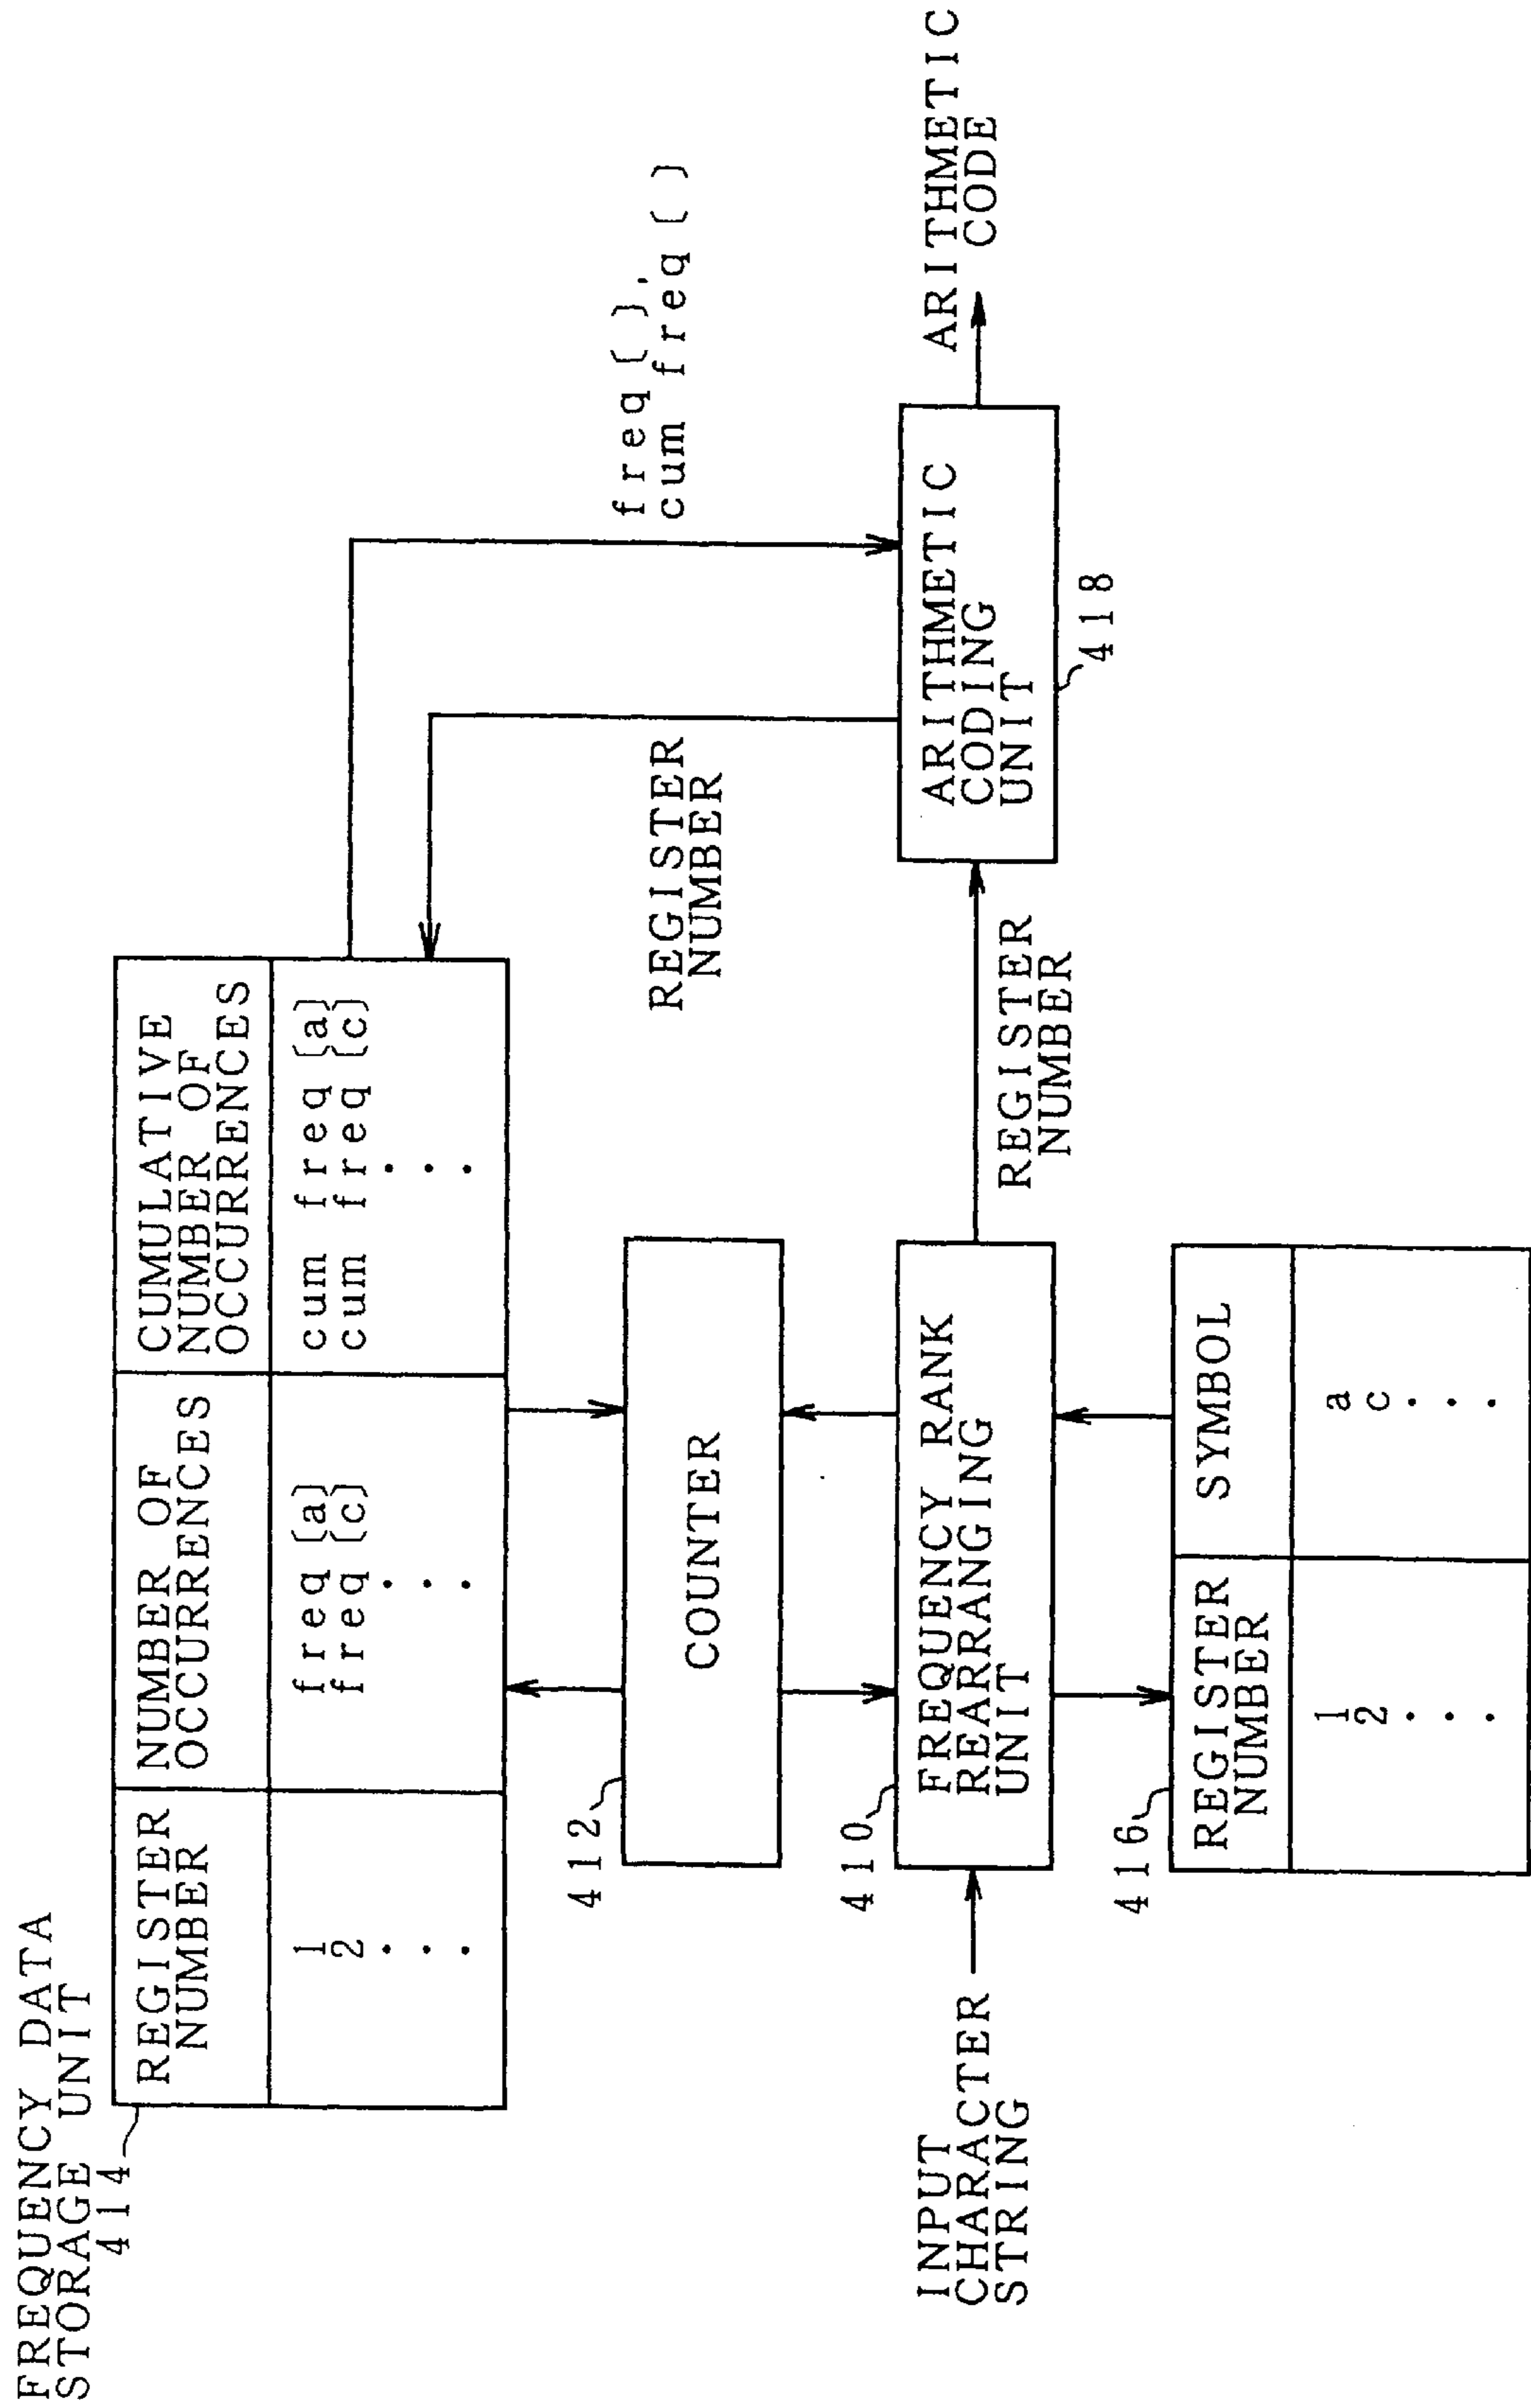 FREQUENCY DATA
STORAGE UNIT
414
REGISTER
NUMBER
NUMBER OF
OCCURRENCES
CUMULATIVE
NUMBER OF
OCCURRENCES
1
2
freq [a]
freq [c]
cum freq [a]
cum freq [c]
412
COUNTER
REGISTER
NUMBER
freq [ ],
cum freq [ ]
INPUT
CHARACTER
STRING
410
FREQUENCY RANK
REARRANGING
UNIT
REGISTER
NUMBER
ARITHMETIC
CODING
UNIT
418
ARITHMETIC
CODE
416
REGISTER
NUMBER
SYMBOL
1
2
a
c